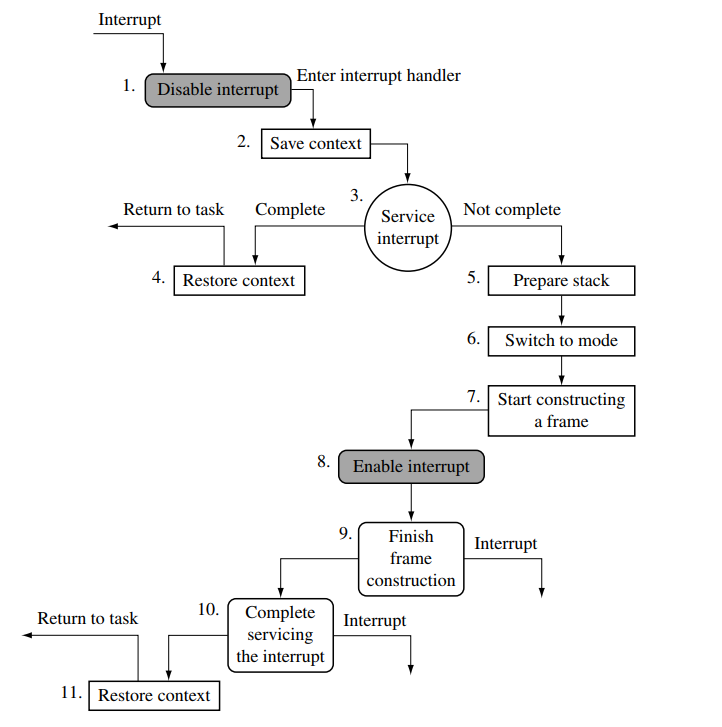 Interrupt
1. Disable interrupt
Enter interrupt handler
2. Save context
3.
Service
interrupt
Return to task
Complete
Not complete
4. Restore context
5. Prepare stack
6. Switch to mode
7. Start constructing
a frame
8. Enable interrupt
9. Finish
frame
construction
Interrupt
10. Complete
servicing
the interrupt
Interrupt
Return to task
11. Restore context